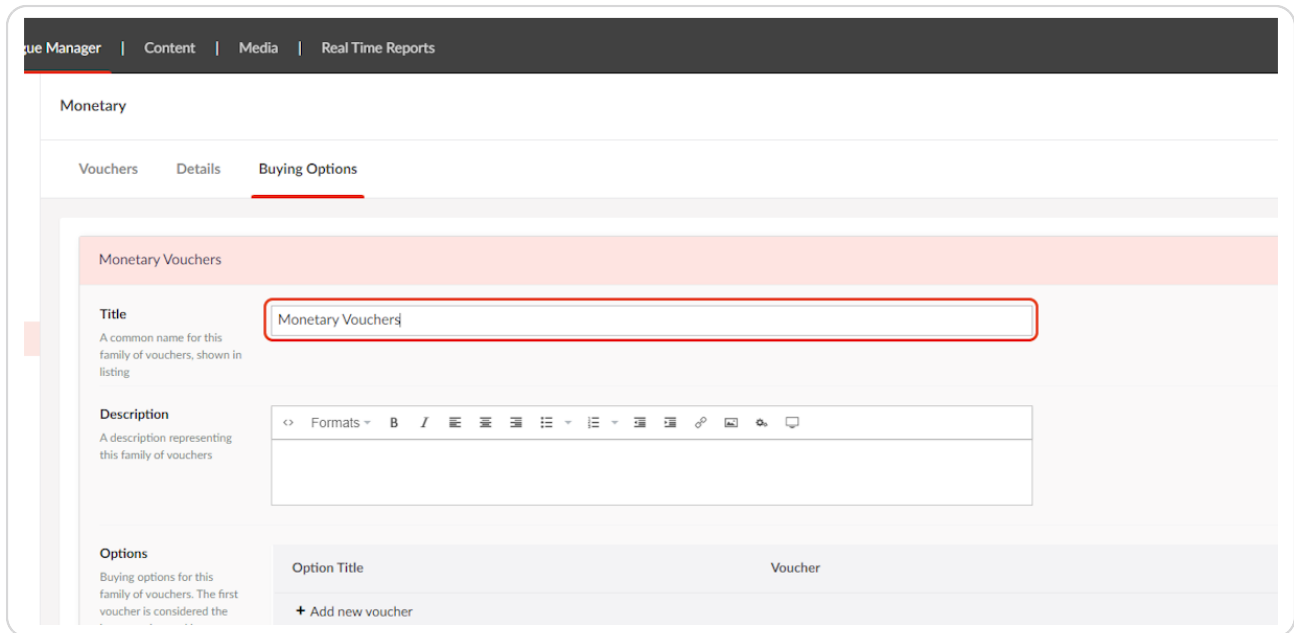 gue Manager | Content | Media | Real Time Reports
Monetary
Vouchers Details Buying Options
Monetary Vouchers
Title
A common name for this
family of vouchers, shown in
listing
Monetary Vouchers
Description
A description representing
this family of vouchers
Formats B I
Options
Buying options for this
family of vouchers. The first
voucher is considered the
Option Title Voucher
+ Add new voucher